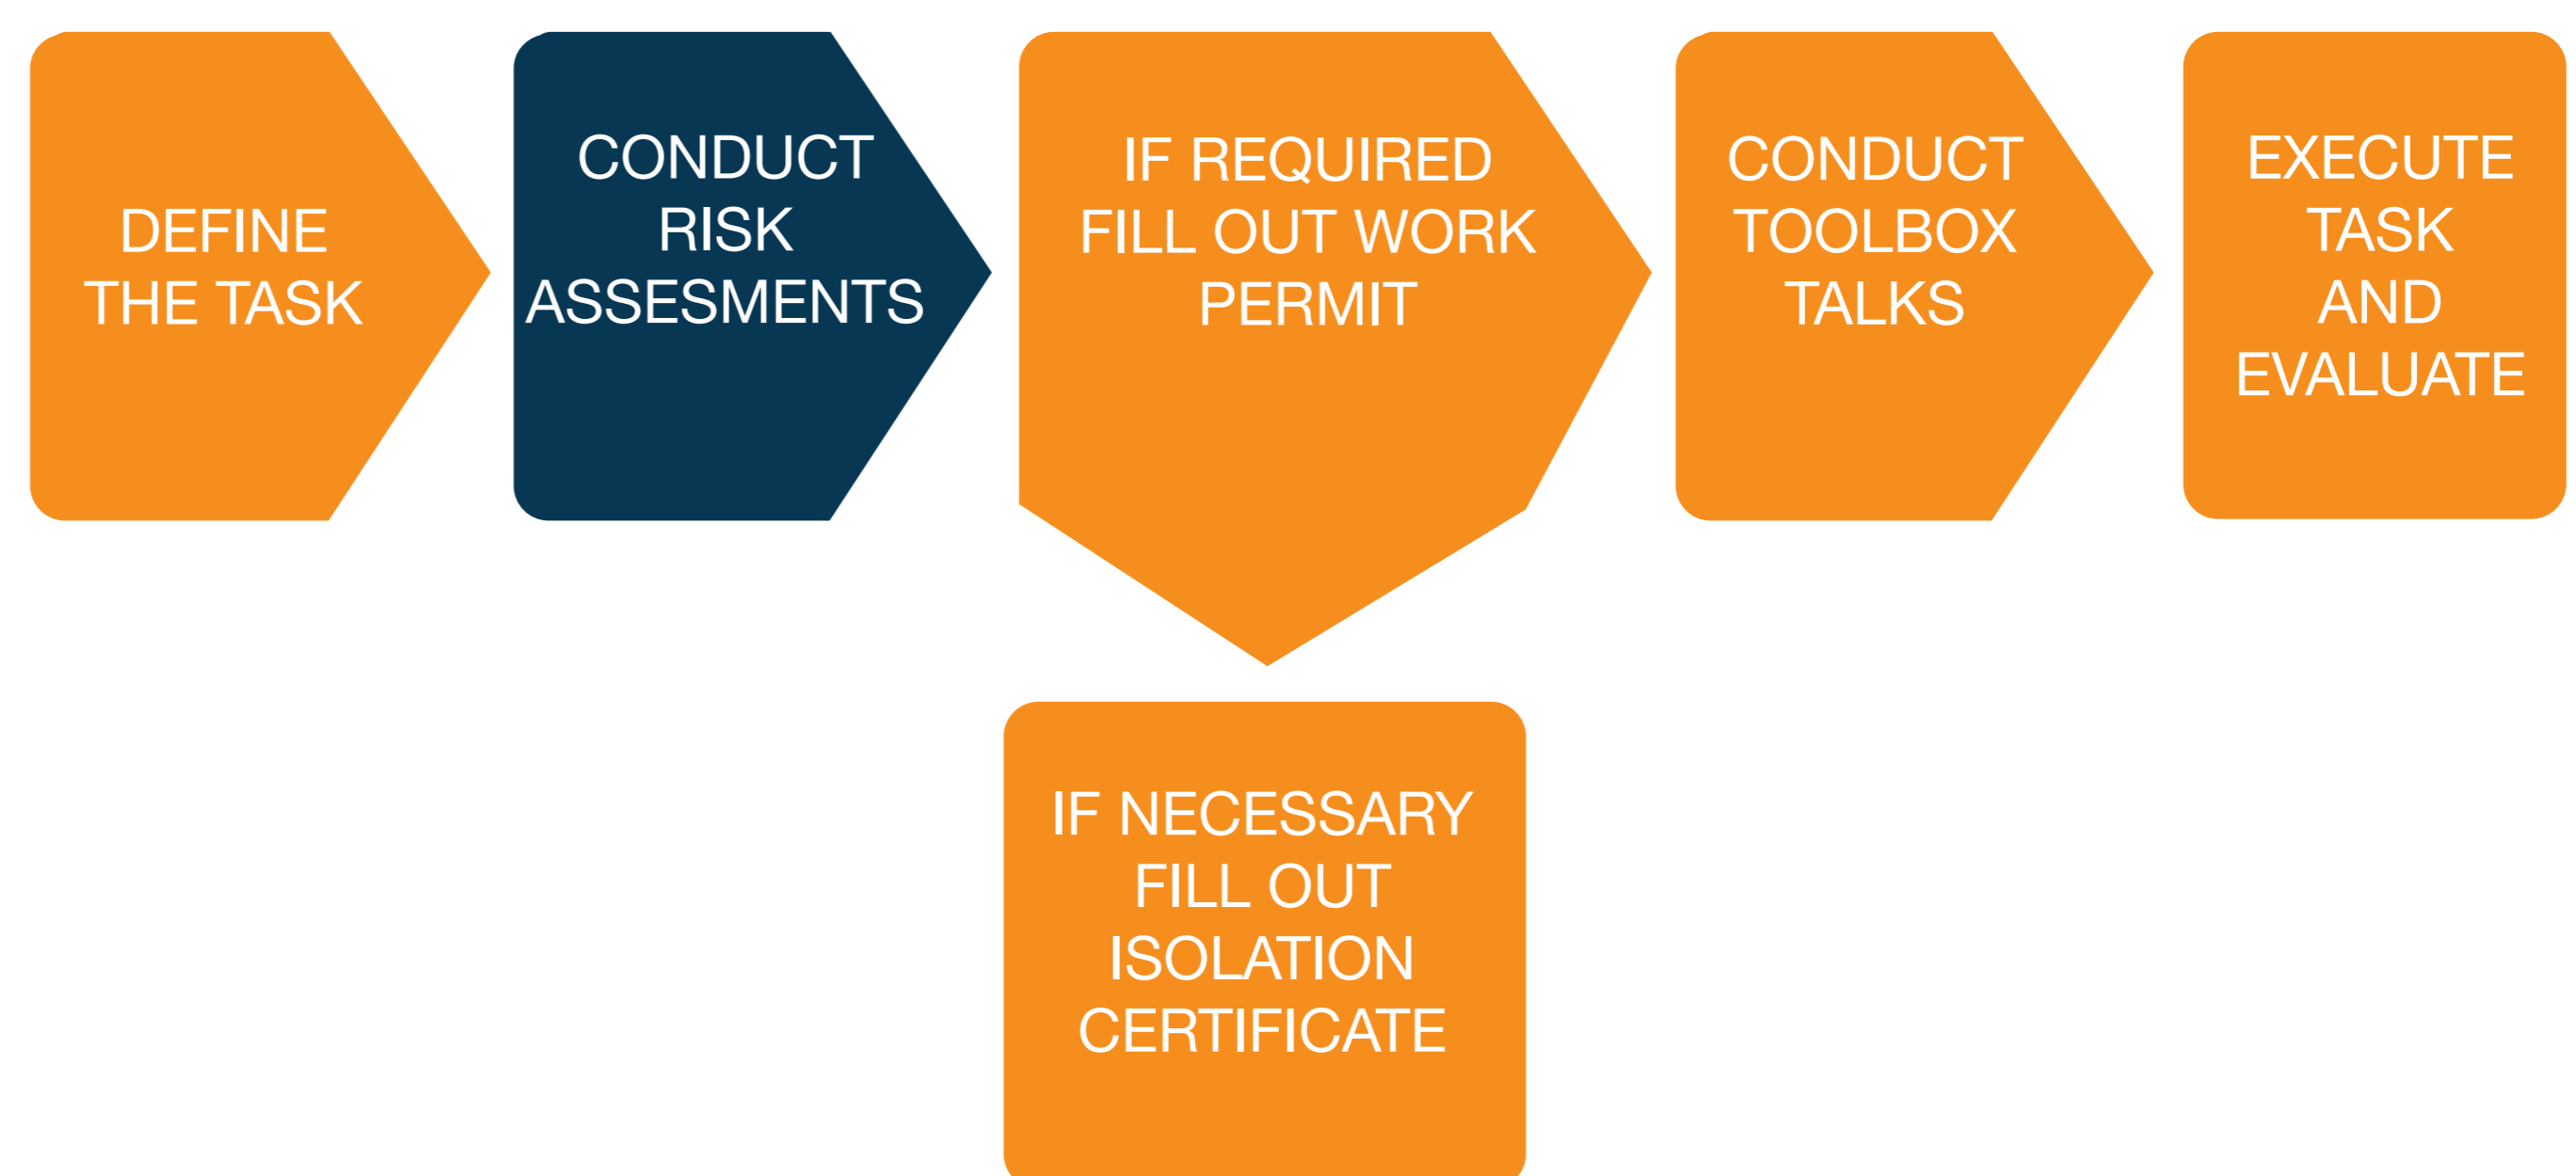 DEFINE
THE TASK
CONDUCT
RISK
ASSESMENTS
IF REQUIRED
FILL OUT WORK
PERMIT
CONDUCT
TOOLBOX
TALKS
EXECUTE
TASK
AND
EVALUATE
IF NECESSARY
FILL OUT
ISOLATION
CERTIFICATE